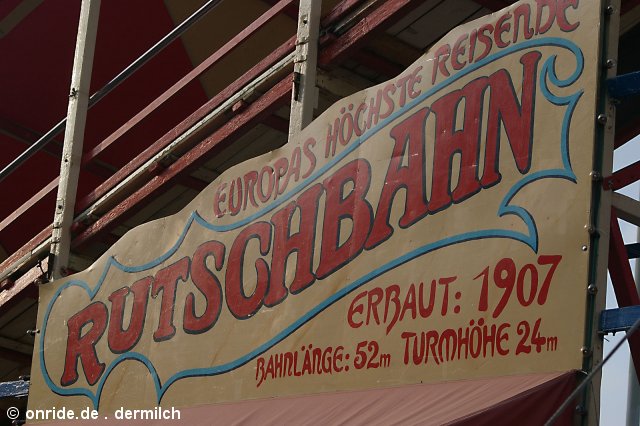 EUROPAS HÖCHSTE REISENDE
RUTSCHBAHN
ERBAUT: 1907
BAHNLÄNGE: 52m TURMHÖHE 24m
© onride.de . dermilch